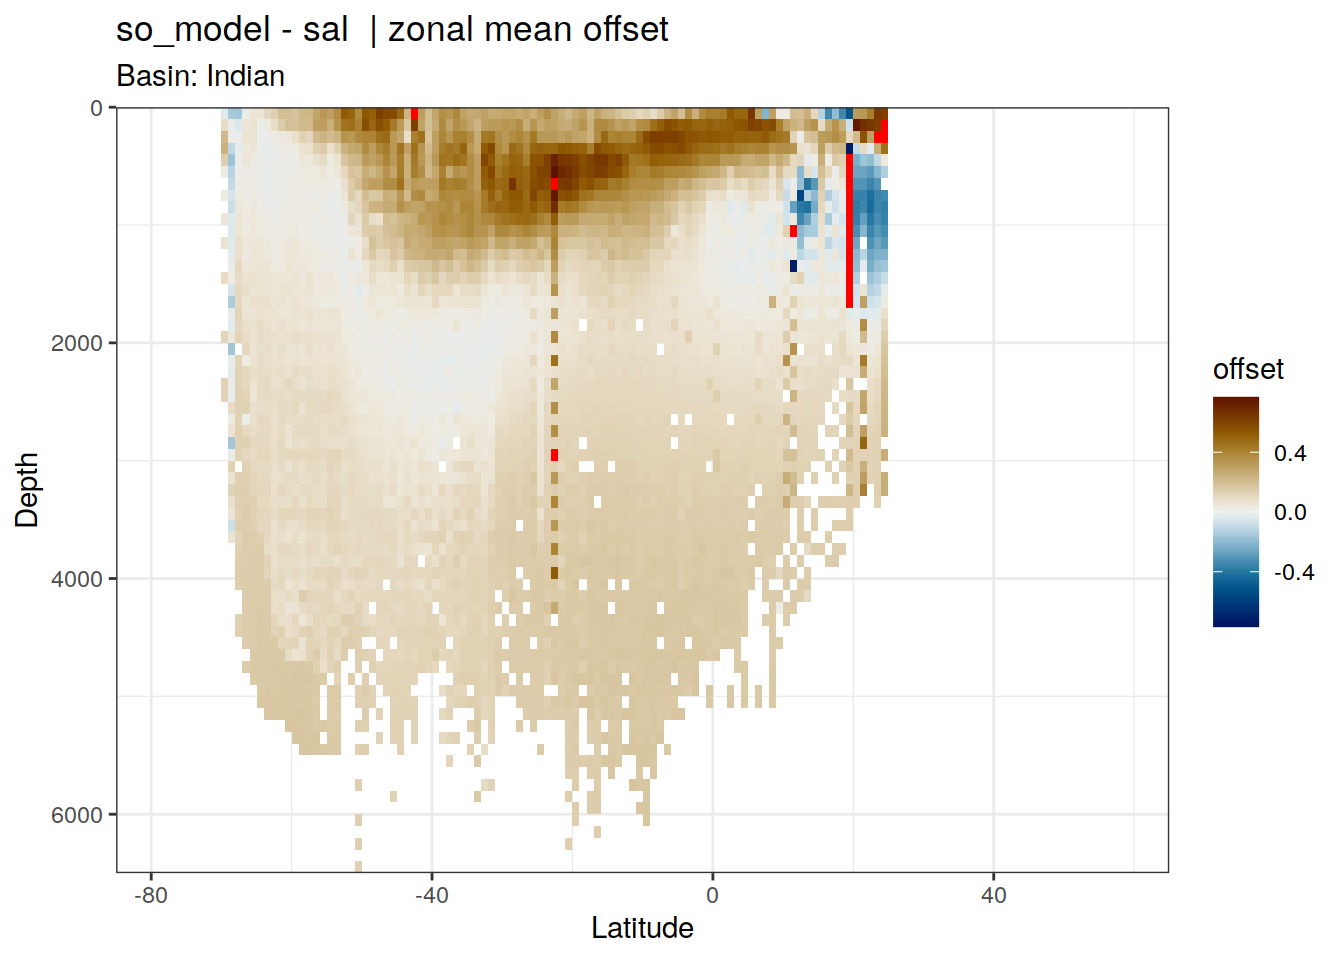 so_model - sal  | zonal mean offset
Basin: Indian
0
2000
4000
6000
Depth
-80
-40
0
40
Latitude
offset
0.4
0.0
-0.4